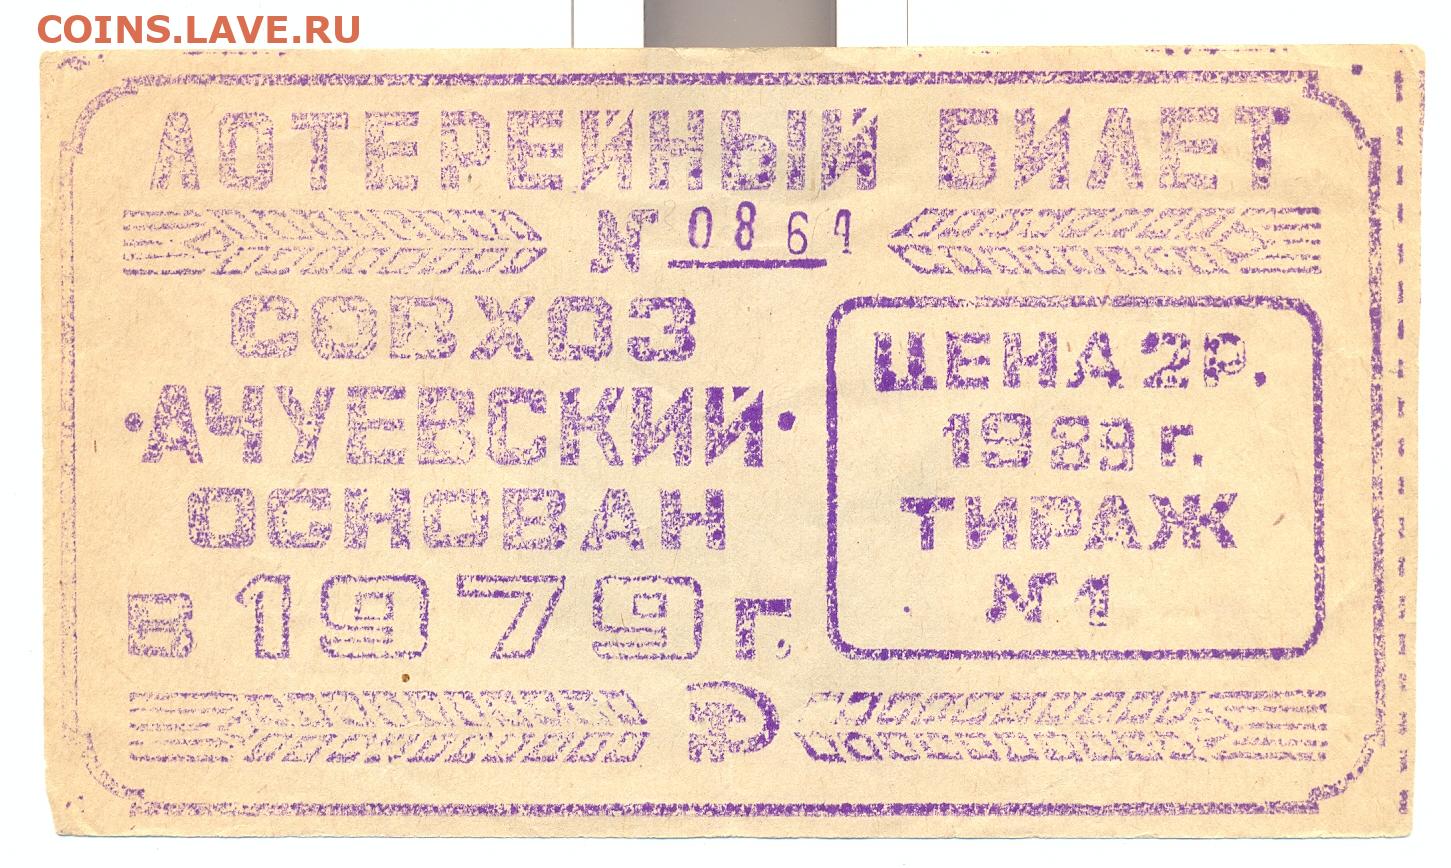 COINS.LAVE.RU
ЛОТЕРЕЙНЫЙ БИЛЕТ
№ 0861
СОВХОЗ
·АЧУЕВСКИЙ·
ОСНОВАН
В 1979 г.
ЦЕНА 2Р.
1989 г.
ТИРАЖ
№1